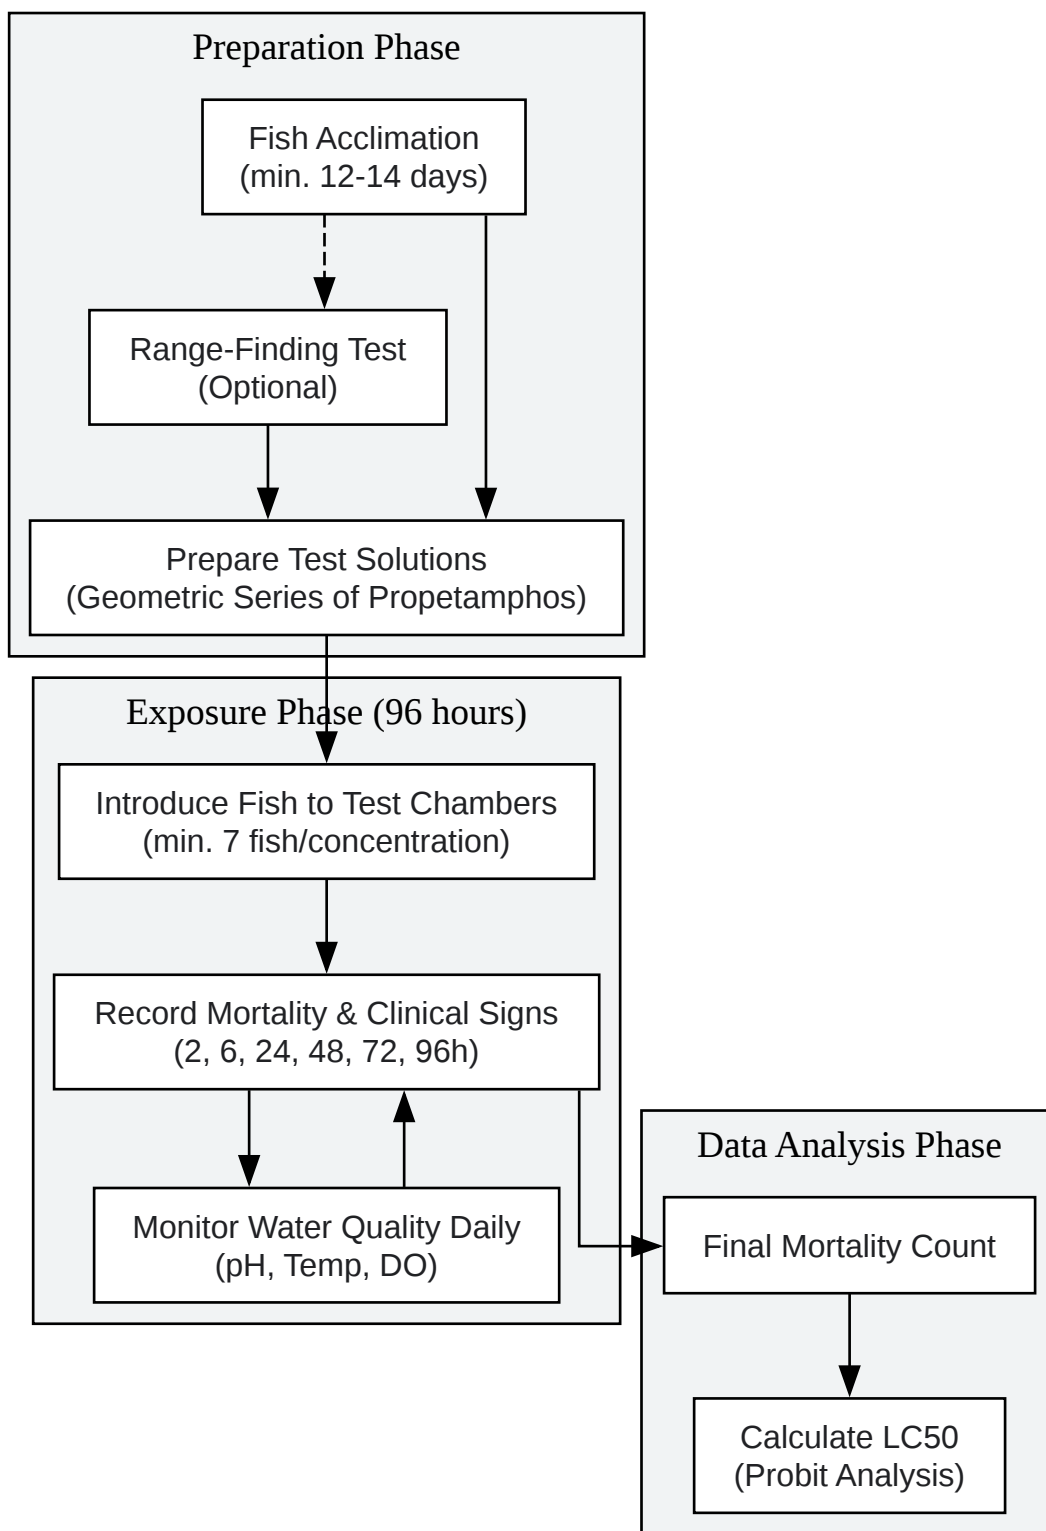 Preparation Phase
Fish Acclimation
(min. 12-14 days)
Range-Finding Test
(Optional)
Prepare Test Solutions
(Geometric Series of Propetamphos)
Exposure Phase (96 hours)
Introduce Fish to Test Chambers
(min. 7 fish/concentration)
Record Mortality & Clinical Signs
(2, 6, 24, 48, 72, 96h)
Monitor Water Quality Daily
(pH, Temp, DO)
Data Analysis Phase
Final Mortality Count
Calculate LC50
(Probit Analysis)